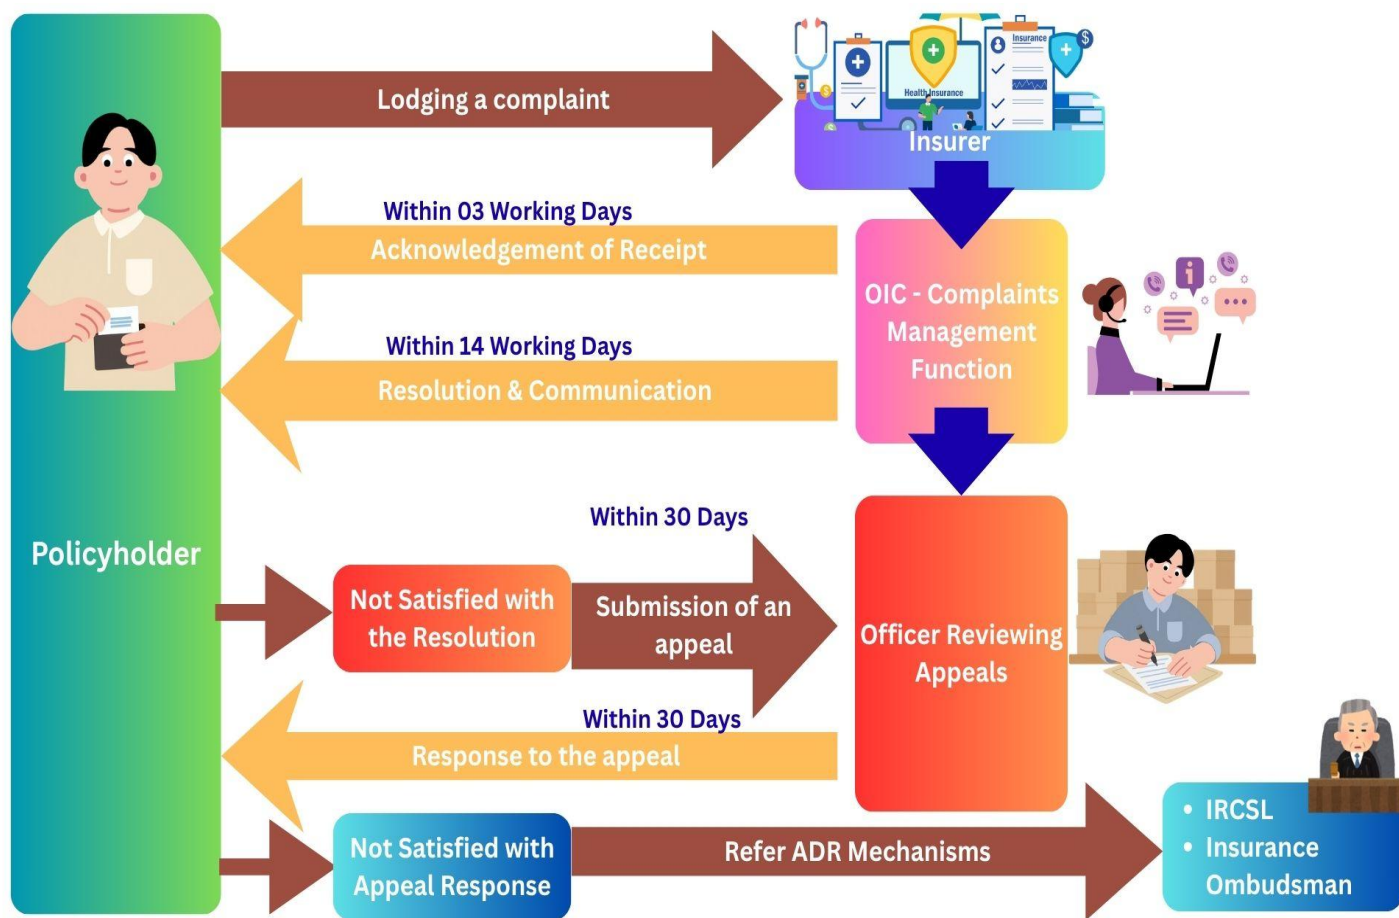 Lodging a complaint
Health Insurance
Insurance
$
Insurer
Within 03 Working Days
Acknowledgement of Receipt
OIC - Complaints
Management
Function
i
Within 14 Working Days
Resolution & Communication
Policyholder
Within 30 Days
Not Satisfied with
the Resolution
Submission of an
appeal
Officer Reviewing
Appeals
Within 30 Days
Response to the appeal
Not Satisfied with
Appeal Response
Refer ADR Mechanisms
• IRCSL
• Insurance
Ombudsman